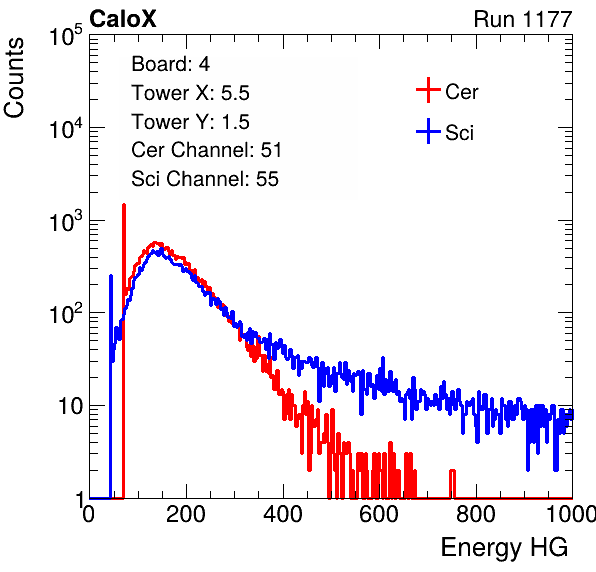 CaloX Run 1177
Counts
Board: 4
Tower X: 5.5
Tower Y: 1.5
Cer Channel: 51
Sci Channel: 55
Cer
Sci
10^5
10^4
10^3
10^2
10
1
0 200 400 600 800 1000
Energy HG